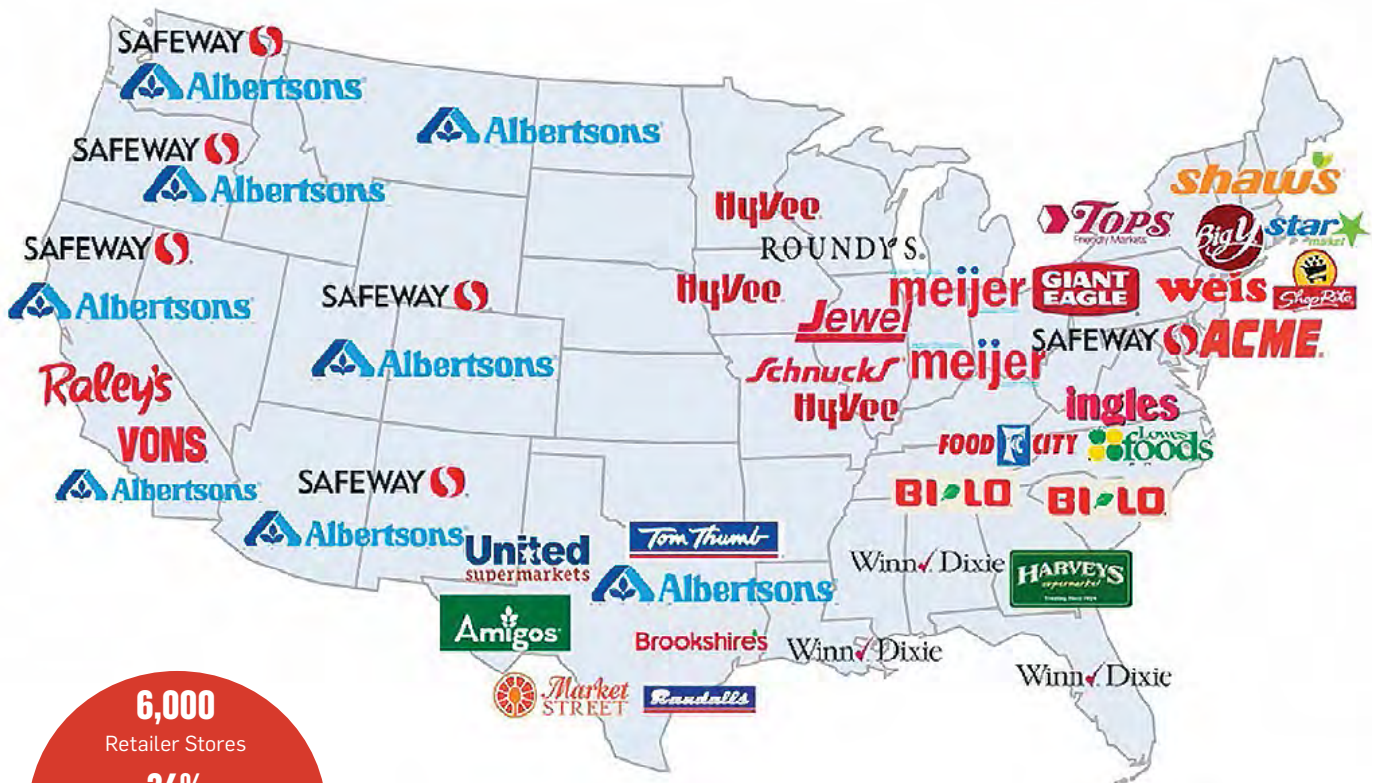 SAFEWAY
Albertsons
Albertsons
SAFEWAY
Albertsons
HyVee
ROUNDY'S.
shaw's
TOPS
Friendly Markets
Big Y
star
market
SAFEWAY
Albertsons
SAFEWAY
HyVee
Jewel
meijer
GIANT
EAGLE
weis
ShopRite
Albertsons
Schnucks
meijer
SAFEWAY
ACME
Raley's
HyVee
ingles
VONS
FOOD
CITY
Lowes
foods
Albertsons
SAFEWAY
BI-LO
BI-LO
Albertsons
United
supermarkets
Tom Thumb
Albertsons
Winn Dixie
HARVEYS
supermarket
Amigos
Brookshire's
Winn Dixie
Winn Dixie
Market
STREET
Randalls
6,000
Retailer Stores